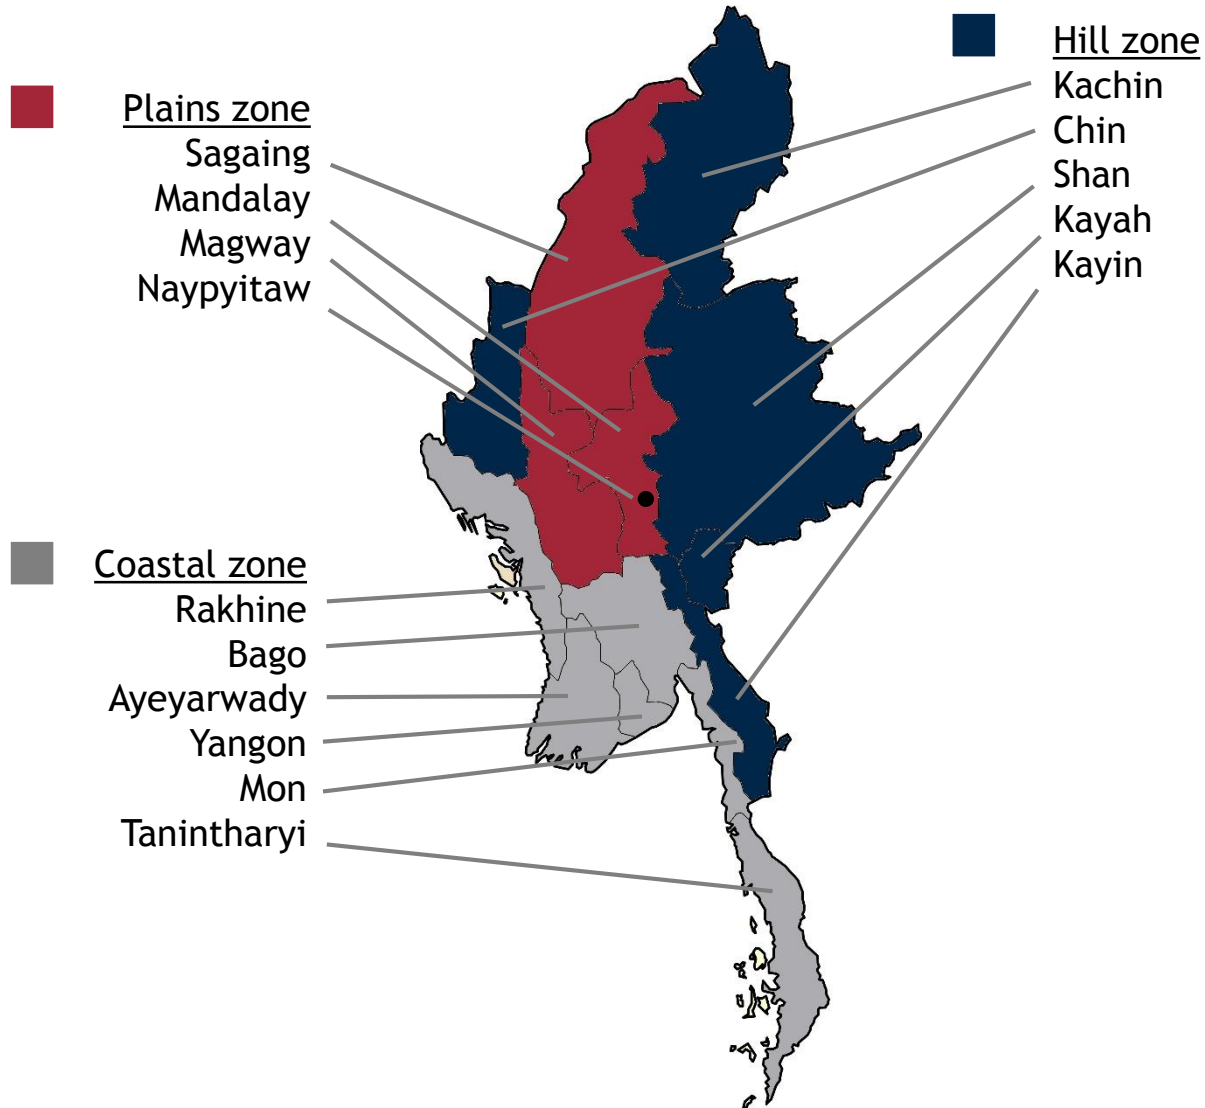 Hill zone
Kachin
Chin
Shan
Kayah
Kayin
Plains zone
Sagaing
Mandalay
Magway
Naypyitaw
Coastal zone
Rakhine
Bago
Ayeyarwady
Yangon
Mon
Tanintharyi